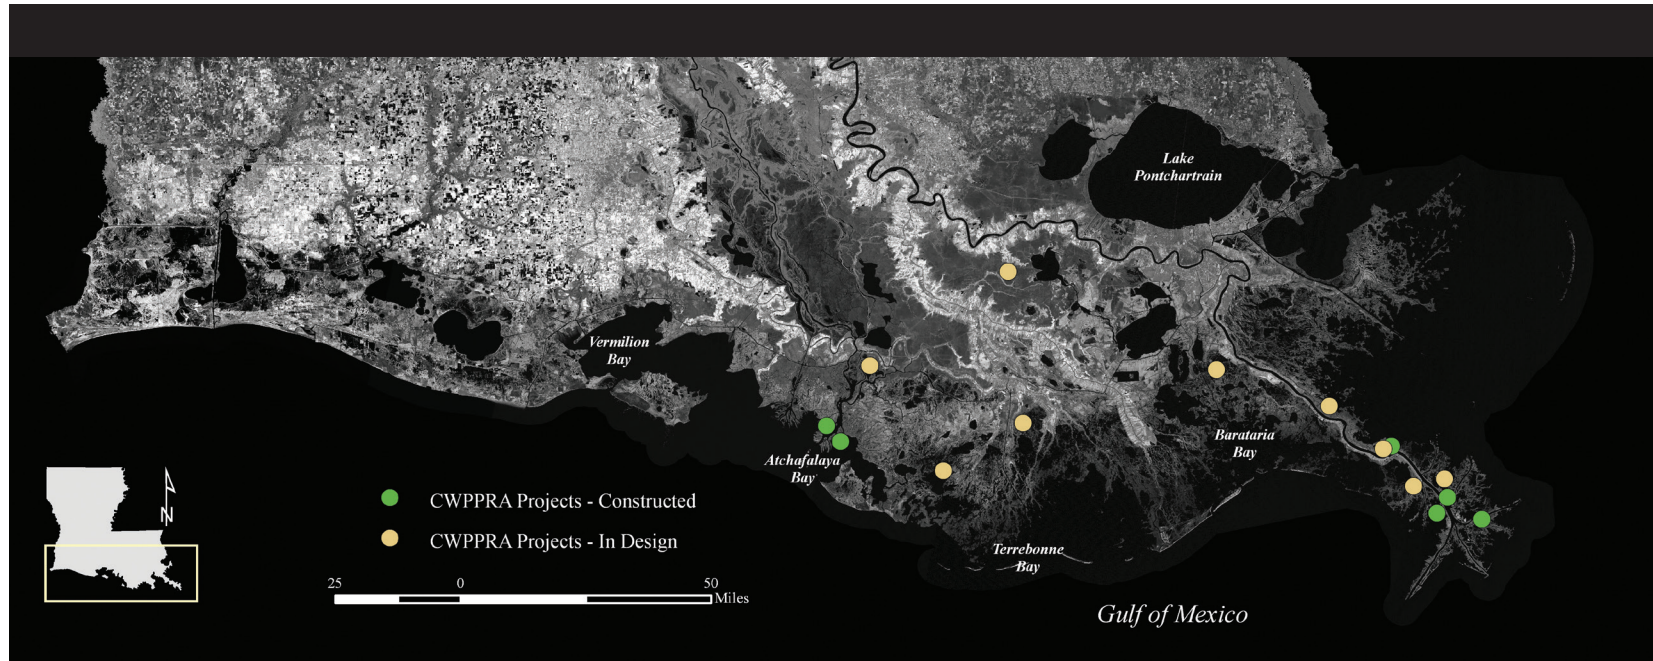 Lake
Pontchartrain
Vermilion
Bay
Barataria
Bay
Atchafalaya
Bay
N
CWPPRA Projects - Constructed
CWPPRA Projects - In Design
Terrebonne
Bay
25 0 50
Miles
Gulf of Mexico